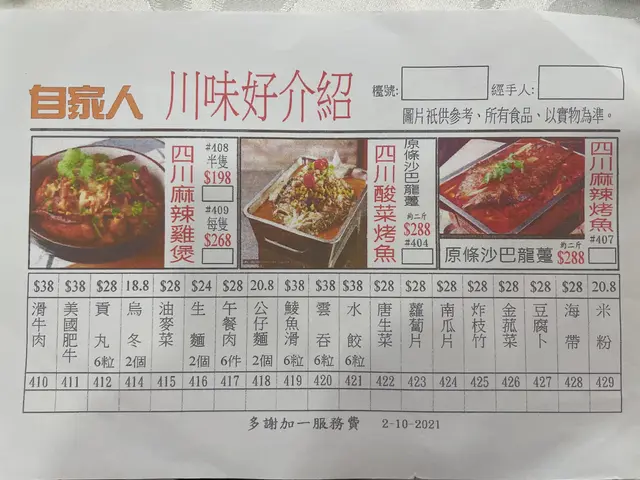 自家人 川味好介紹 檯號: 經手人:
圖片祇供參考、所有食品、以實物為準。
四川麻辣雞煲
#408
半隻
$198
#409
每隻
$268
四川酸菜烤魚
原條沙巴龍躉
約二斤
$288
#404
四川麻辣烤魚
#407
原條沙巴龍躉 約二斤 $288
$38 $38 $28 18.8 $28 $24 $28 20.8 $38 $38 $38 $28 $28 $28 $28 $28 $28 $28 20.8
滑牛肉
美國肥牛
貢丸 6粒
烏冬 2個
油麥菜
生麵 2個
午餐肉 6件
公仔麵 2個
鯪魚滑 6粒
雲吞 6粒
水餃 6粒
唐生菜
蘿蔔片
南瓜片
炸枝竹
金菰菜
豆腐卜
海帶
米粉
410 411 412 414 415 416 417 418 419 420 421 422 423 424 425 426 427 428 429
多謝加一服務費 2-10-2021